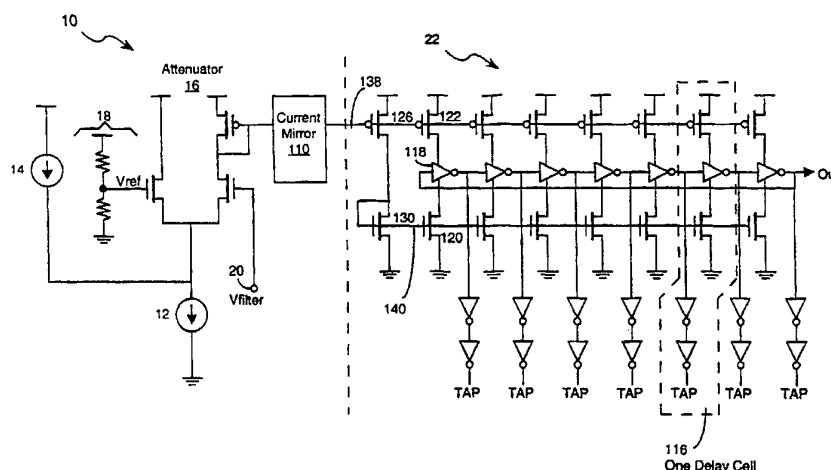 10
22
Attenuator
16
138
18
Current
Mirror
110
126
122
14
118
Vref
Ou
130
120
20
Vfilter
12
140
TAP TAP TAP TAP TAP TAP TAP
116
One Delay Cell